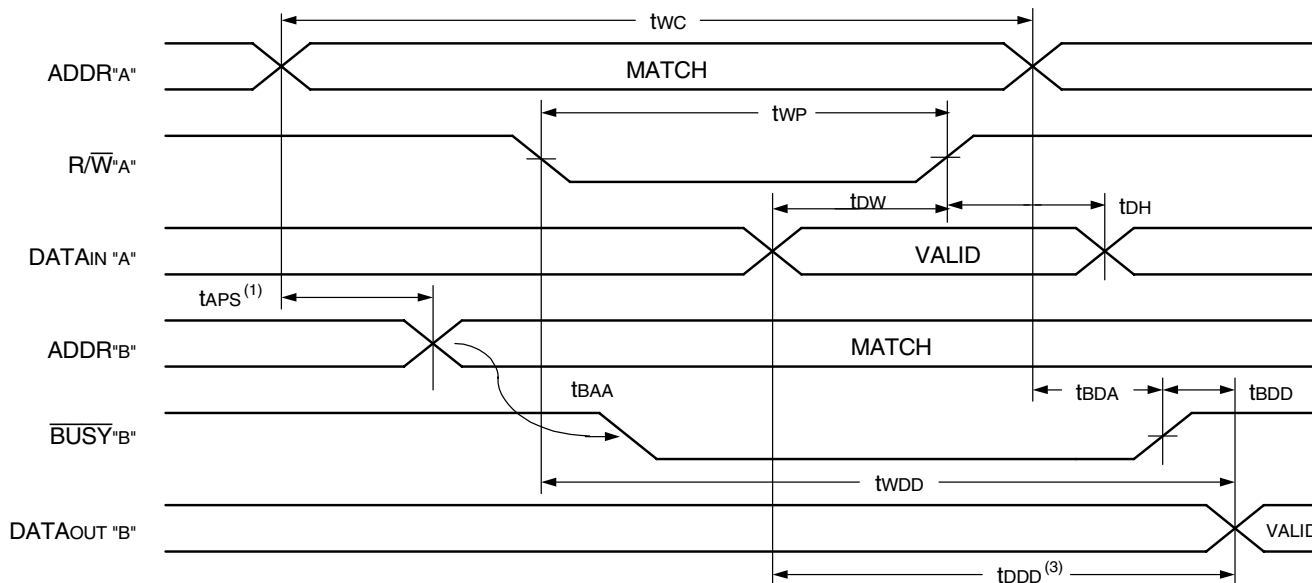 tWC
ADDR"A"
MATCH
tWP
R/W̅"A"
tDW
tDH
DATAIN "A"
VALID
tAPS(1)
ADDR"B"
MATCH
tBAA
tBDA
tBDD
B̅U̅S̅Y̅"B"
tWDD
DATAOUT "B"
VALID
tDDD(3)